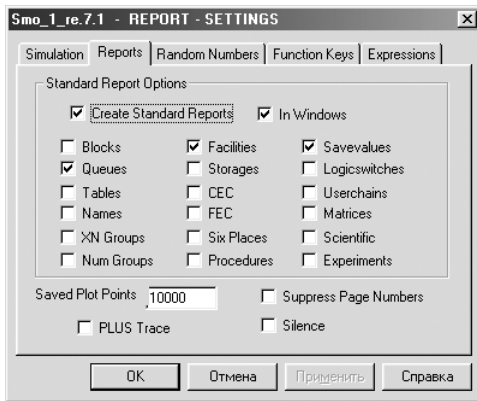 Smo_1_re.7.1 - REPORT - SETTINGS
Simulation Reports Random Numbers Function Keys Expressions
Standard Report Options
Create Standard Reports In Windows
Blocks Facilities Savevalues
Queues Storages Logicswitches
Tables CEC Userchains
Names FEC Matrices
XN Groups Six Places Scientific
Num Groups Procedures Experiments
Saved Plot Points 10000 Suppress Page Numbers
PLUS Trace Silence
OK Отмена Применить Справка